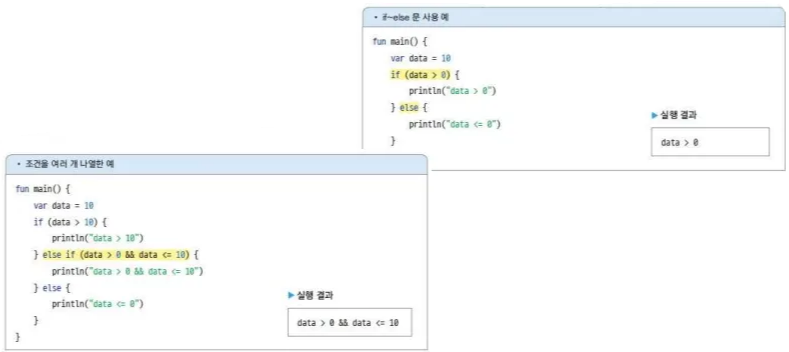 • if~else 문 사용 예
fun main() {
    var data = 10
    if (data > 0) {
        println("data > 0")
    } else {
        println("data <= 0")
    }
▶ 실행 결과
data > 0
• 조건을 여러 개 나열한 예
fun main() {
    var data = 10
    if (data > 10) {
        println("data > 10")
    } else if (data > 0 && data <= 10) {
        println("data > 0 && data <= 10")
    } else {
        println("data <= 0")
    }
}
▶ 실행 결과
data > 0 && data <= 10